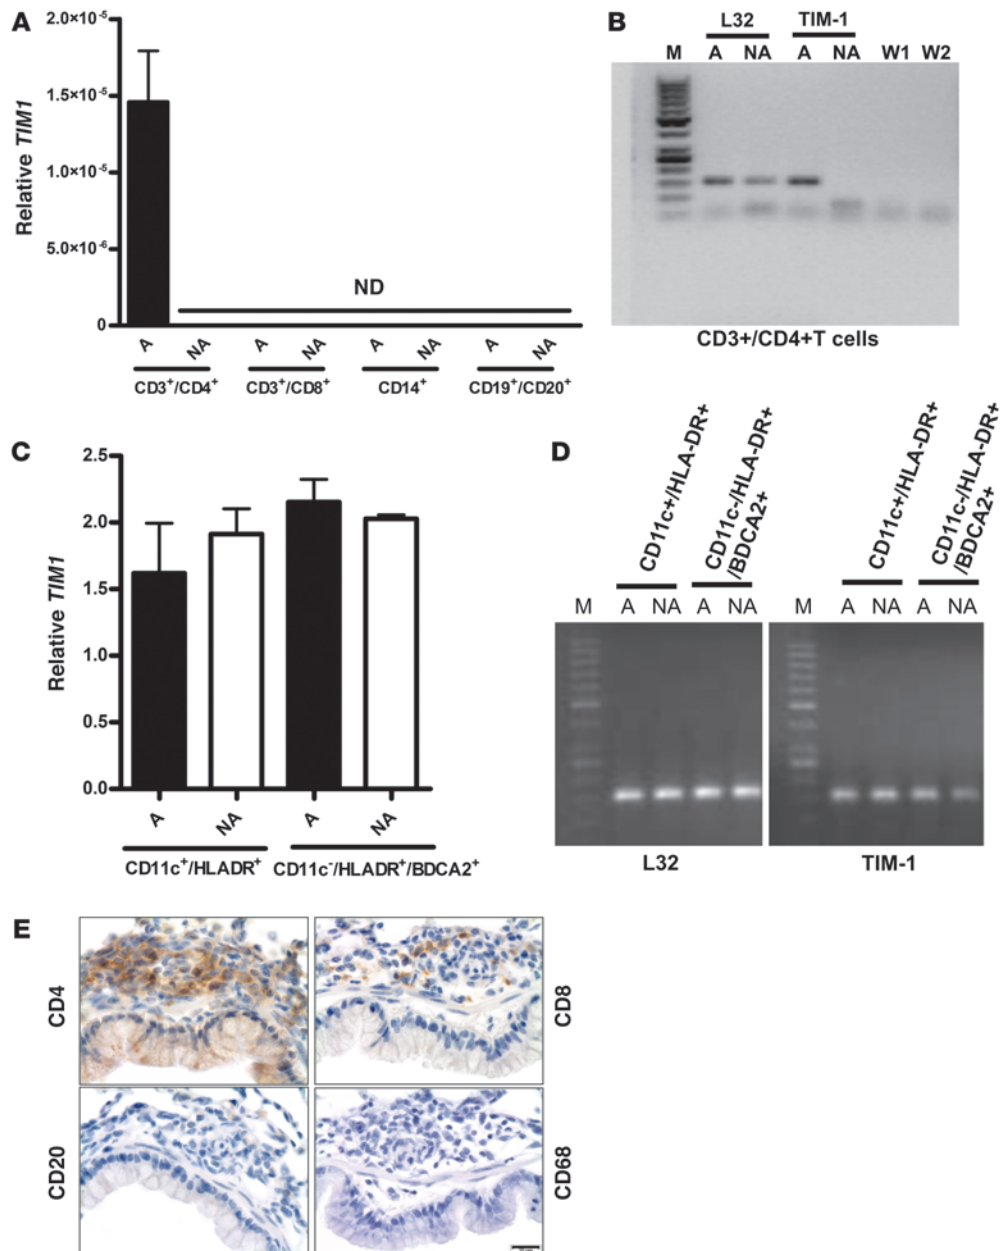 A
Relative TIM1
2.0×10⁻⁵
1.5×10⁻⁵
1.0×10⁻⁵
5.0×10⁻⁶
0
ND
A NA A NA A NA A NA
CD3⁺/CD4⁺ CD3⁺/CD8⁺ CD14⁺ CD19⁺/CD20⁺
B
L32 TIM-1
M A NA A NA W1 W2
CD3+/CD4+T cells
C
Relative TIM1
2.5
2.0
1.5
1.0
0.5
0.0
A NA A NA
CD11c⁺/HLADR⁺ CD11c⁻/HLADR⁺/BDCA2⁺
D
CD11c+/HLA-DR+
CD11c-/HLA-DR+
/BDCA2+
CD11c+/HLA-DR+
CD11c-/HLA-DR+
/BDCA2+
M A NA A NA M A NA A NA
L32 TIM-1
E
CD4
CD8
CD20
CD68